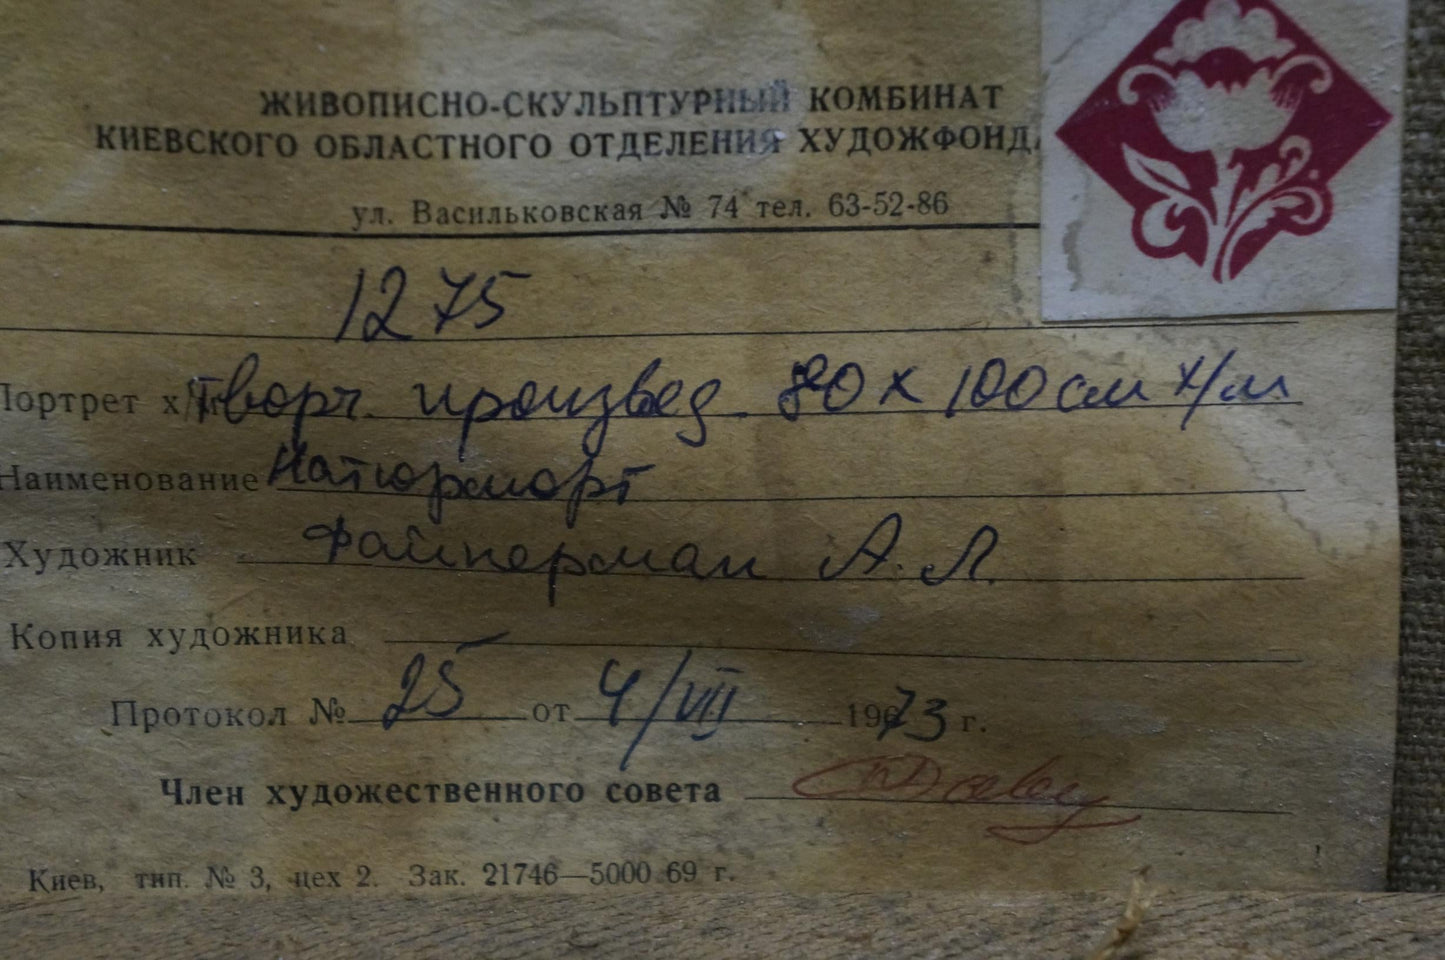 ЖИВОПИСНО-СКУЛЬПТУРНЫЙ КОМБИНАТ
КИЕВСКОГО ОБЛАСТНОГО ОТДЕЛЕНИЯ ХУДОЖФОНД
ул. Васильковская № 74 тел. 63-52-86
1275
Портрет х/ Творч. произвед. 80 х 100 см х/м
Наименование Натюрморт
Художник Файнерман А. Л.
Копия художника
Протокол № 25 от 4/VII 1973 г.
Член художественного совета
Киев, тип. № 3, цех 2. Зак. 21746—5000 69 г.